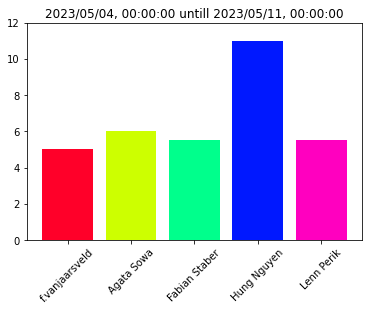 2023/05/04, 00:00:00 untill 2023/05/11, 00:00:00
12
10
8
6
4
2
0
f.vanjaarsveld
Agata Sowa
Fabian Staber
Hung Nguyen
Lenn Perik